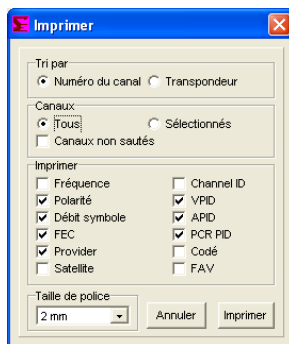 Imprimer
Tri par
Numéro du canal Transpondeur
Canaux
Tous Sélectionnés
Canaux non sautés
Imprimer
Fréquence Channel ID
Polarité VPID
Débit symbole APID
FEC PCR PID
Provider Codé
Satellite FAV
Taille de police
2 mm Annuler Imprimer